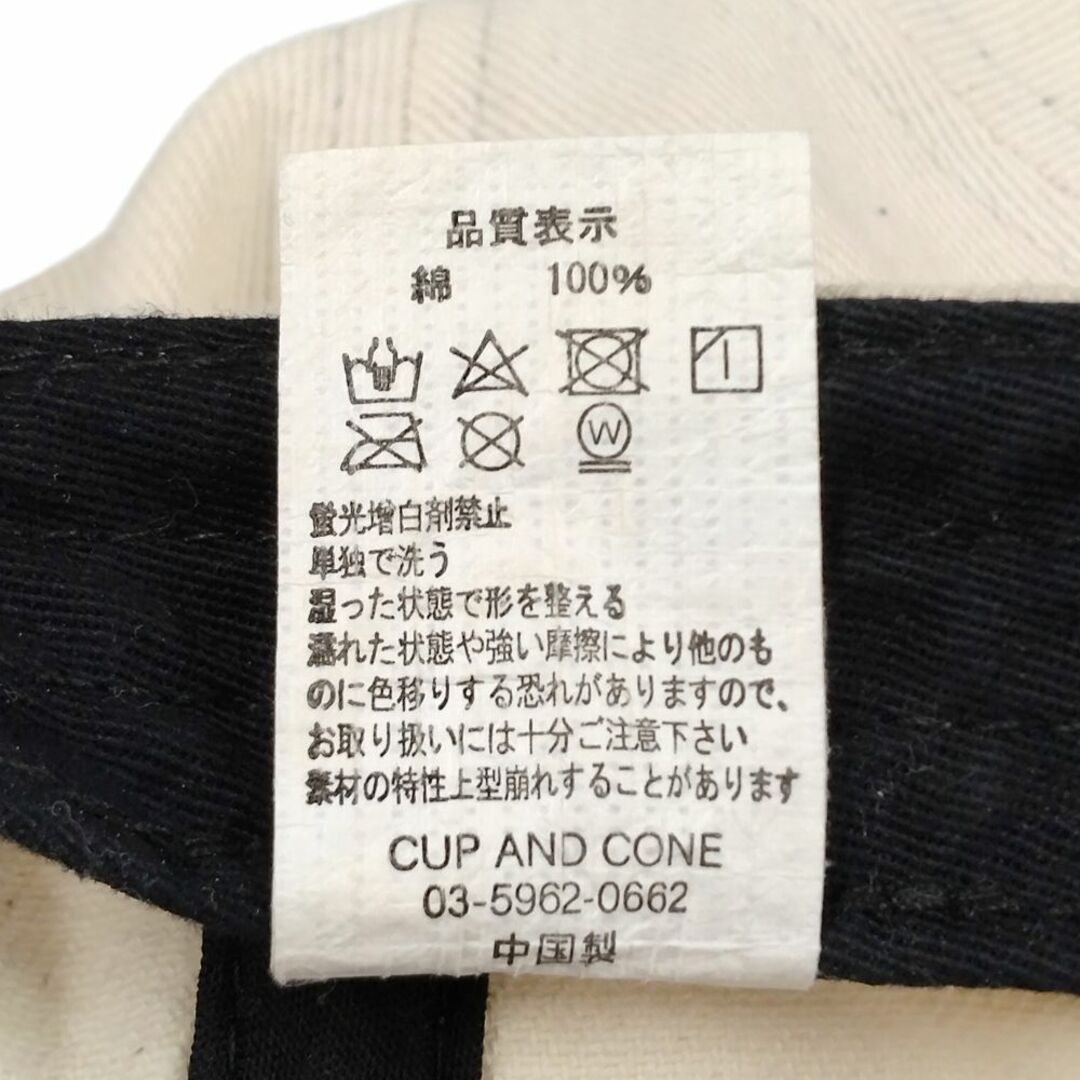 品質表示
綿 100%
W
蛍光増白剤禁止
単独で洗う
湿った状態で形を整える
濡れた状態や強い摩擦により他のも
のに色移りする恐れがありますので、
お取り扱いには十分ご注意下さい
素材の特性上型崩れすることがあります
CUP AND CONE
03-5962-0662
中国製